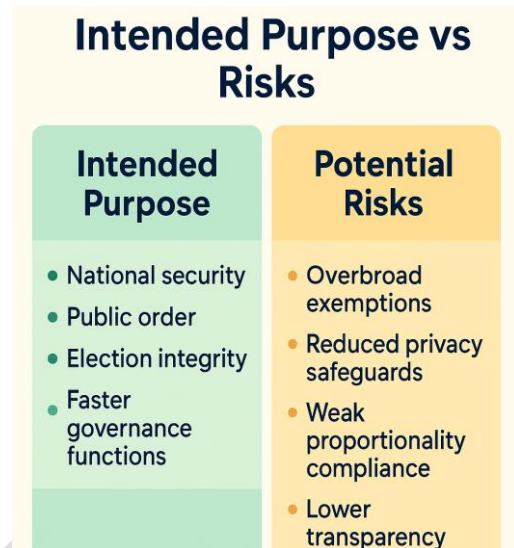 Intended Purpose vs
Risks
Intended
Purpose
• National security
• Public order
• Election integrity
• Faster
governance
functions
Potential
Risks
• Overbroad
exemptions
• Reduced privacy
safeguards
• Weak
proportionality
compliance
• Lower
transparency